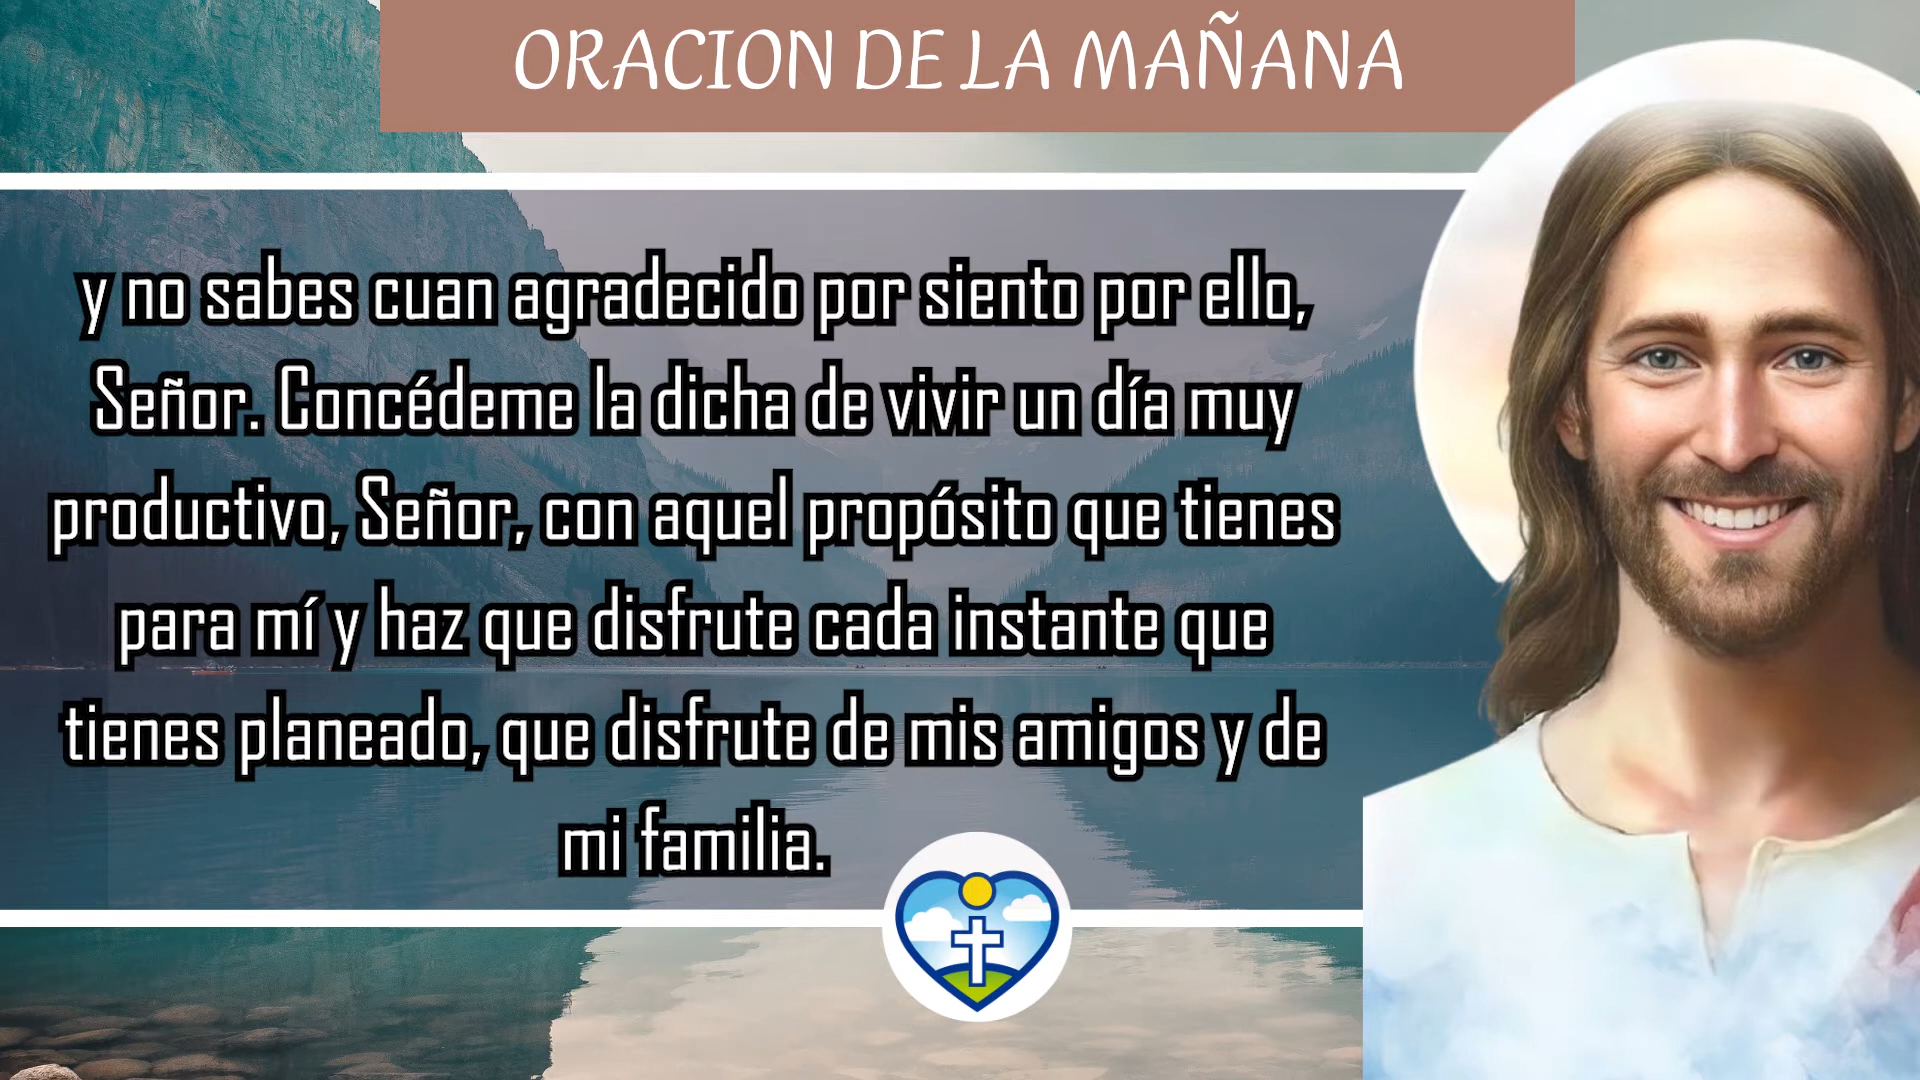 ORACION DE LA MAÑANA
y no sabes cuan agradecido por siento por ello,
Señor. Concédeme la dicha de vivir un día muy
productivo, Señor, con aquel propósito que tienes
para mí y haz que disfrute cada instante que
tienes planeado, que disfrute de mis amigos y de
mi familia.